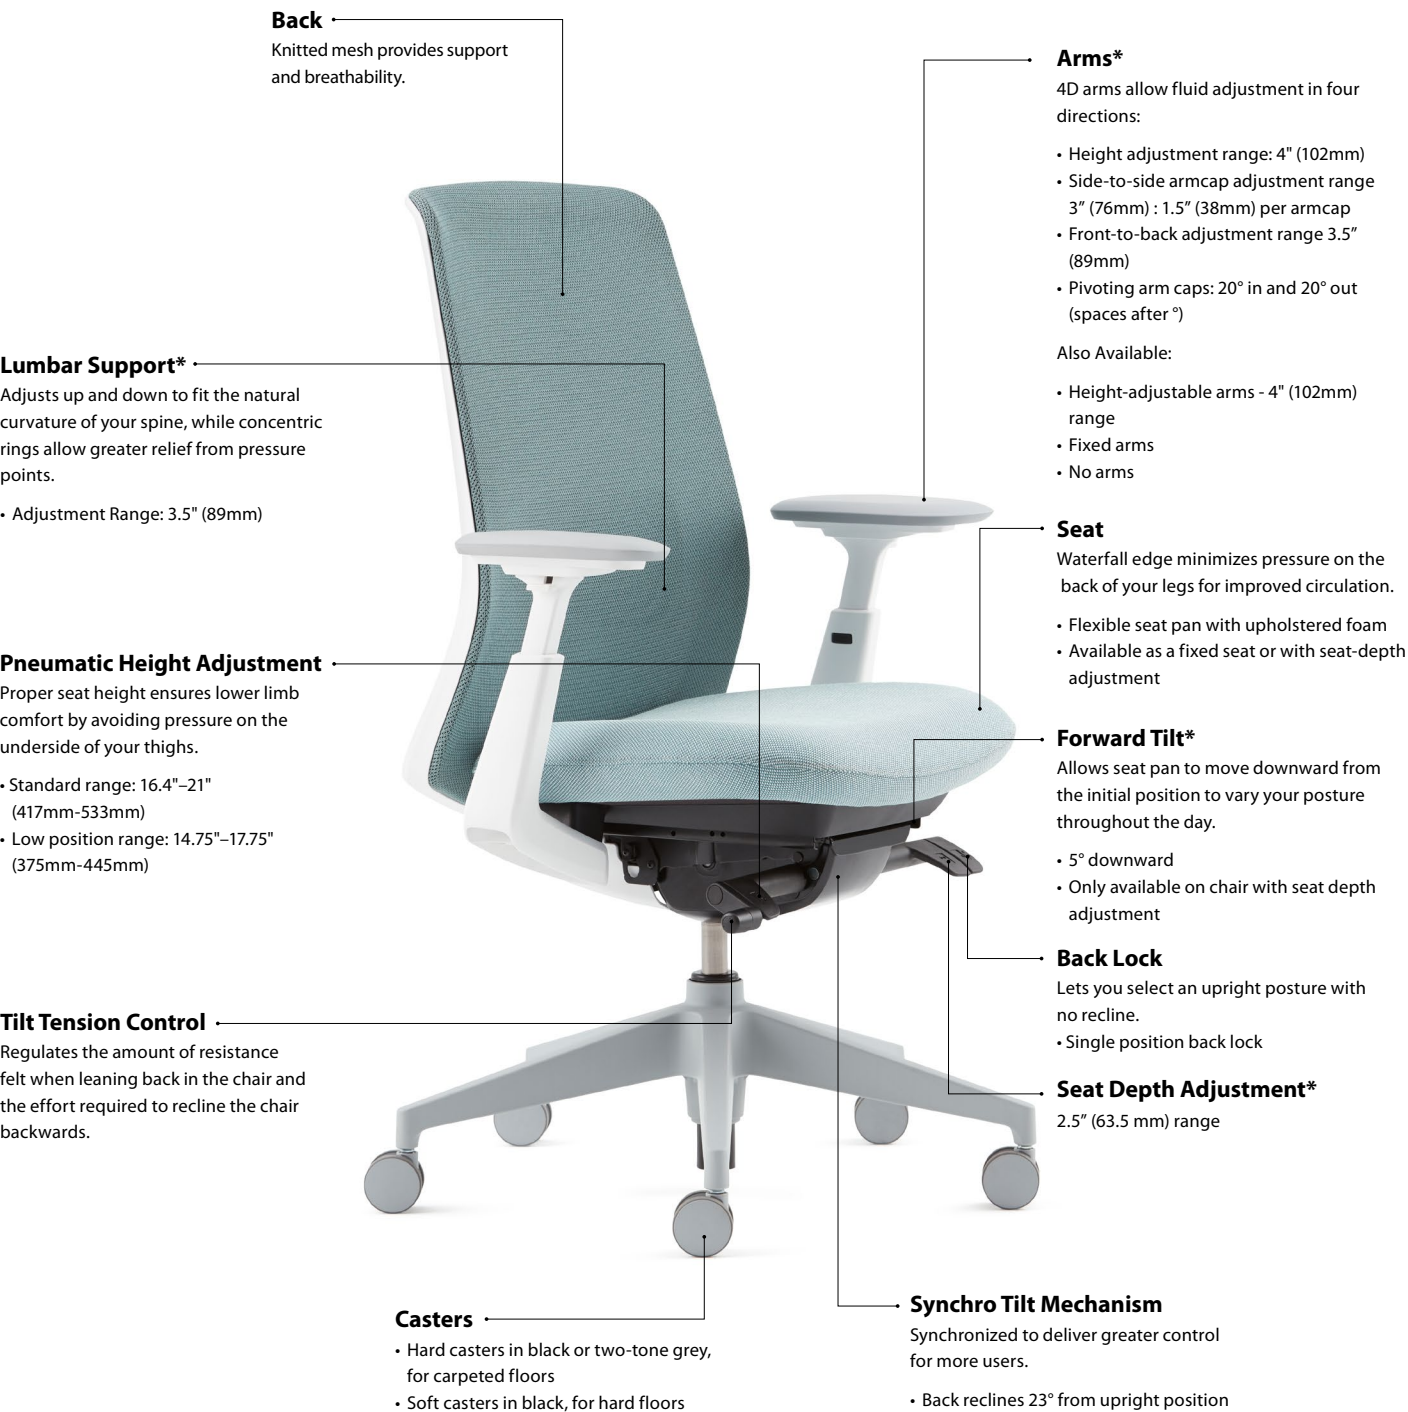 Back
Knitted mesh provides support
and breathability.
Arms*
4D arms allow fluid adjustment in four
directions:
• Height adjustment range: 4" (102mm)
• Side-to-side armcap adjustment range
3” (76mm) : 1.5” (38mm) per armcap
• Front-to-back adjustment range 3.5”
(89mm)
• Pivoting arm caps: 20° in and 20° out
(spaces after °)
Also Available:
• Height-adjustable arms - 4" (102mm)
range
• Fixed arms
• No arms
Lumbar Support*
Adjusts up and down to fit the natural
curvature of your spine, while concentric
rings allow greater relief from pressure
points.
• Adjustment Range: 3.5" (89mm)
Seat
Waterfall edge minimizes pressure on the
back of your legs for improved circulation.
• Flexible seat pan with upholstered foam
• Available as a fixed seat or with seat-depth
adjustment
Pneumatic Height Adjustment
Proper seat height ensures lower limb
comfort by avoiding pressure on the
underside of your thighs.
• Standard range: 16.4"–21"
(417mm-533mm)
• Low position range: 14.75"–17.75"
(375mm-445mm)
Forward Tilt*
Allows seat pan to move downward from
the initial position to vary your posture
throughout the day.
• 5° downward
• Only available on chair with seat depth
adjustment
Back Lock
Lets you select an upright posture with
no recline.
• Single position back lock
Tilt Tension Control
Regulates the amount of resistance
felt when leaning back in the chair and
the effort required to recline the chair
backwards.
Seat Depth Adjustment*
2.5” (63.5 mm) range
Casters
• Hard casters in black or two-tone grey,
for carpeted floors
• Soft casters in black, for hard floors
Synchro Tilt Mechanism
Synchronized to deliver greater control
for more users.
• Back reclines 23° from upright position